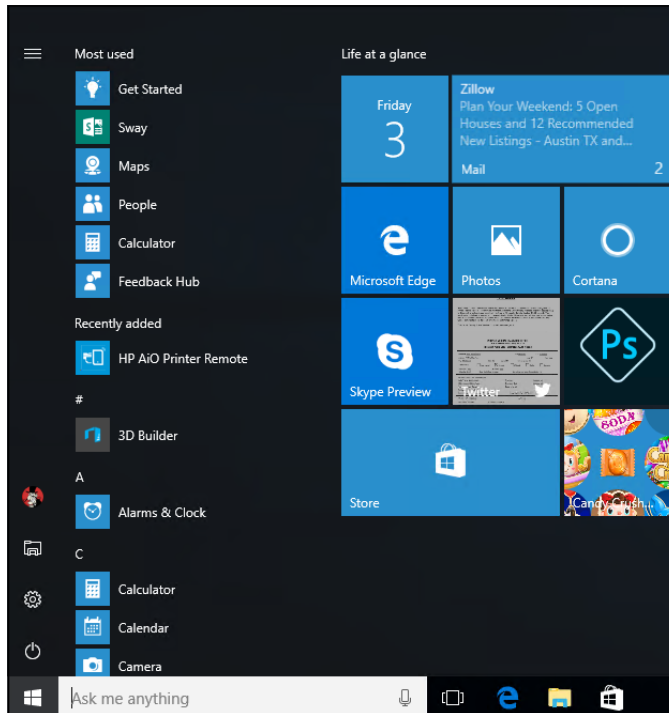 Most used
Get Started
Sway
Maps
People
Calculator
Feedback Hub
Recently added
HP AiO Printer Remote
#
3D Builder
A
Alarms & Clock
C
Calculator
Calendar
Camera
Life at a glance
Friday
3
Zillow
Plan Your Weekend: 5 Open
Houses and 12 Recommended
New Listings - Austin TX and...
Mail 2
Microsoft Edge
Photos
Cortana
Skype Preview
Twitter
Ps
Store
SODA
Candy Crush...
Ask me anything